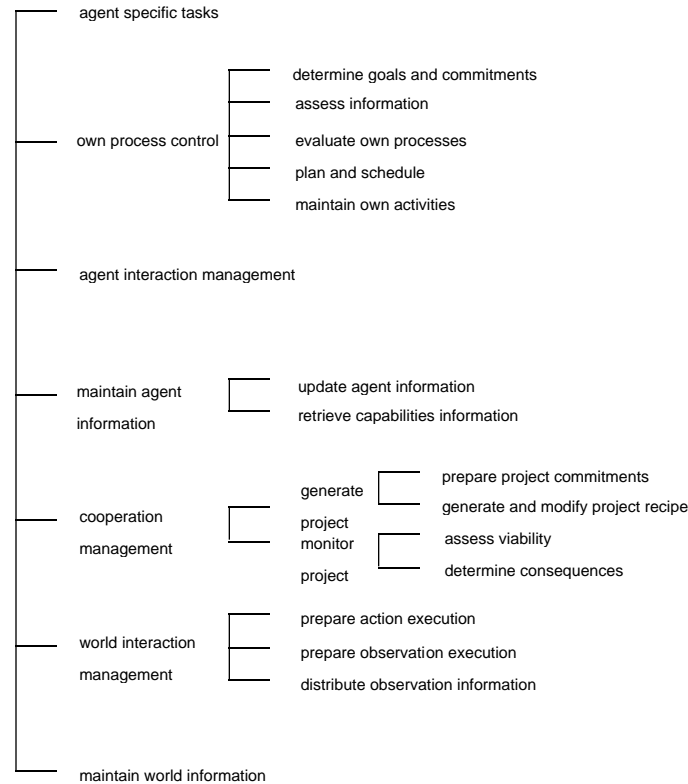 agent specific tasks
determine goals and commitments
assess information
own process control
evaluate own processes
plan and schedule
maintain own activities
agent interaction management
maintain agent
information
update agent information
retrieve capabilities information
cooperation
management
generate
project
prepare project commitments
generate and modify project recipe
monitor
project
assess viability
determine consequences
world interaction
management
prepare action execution
prepare observation execution
distribute observation information
maintain world information